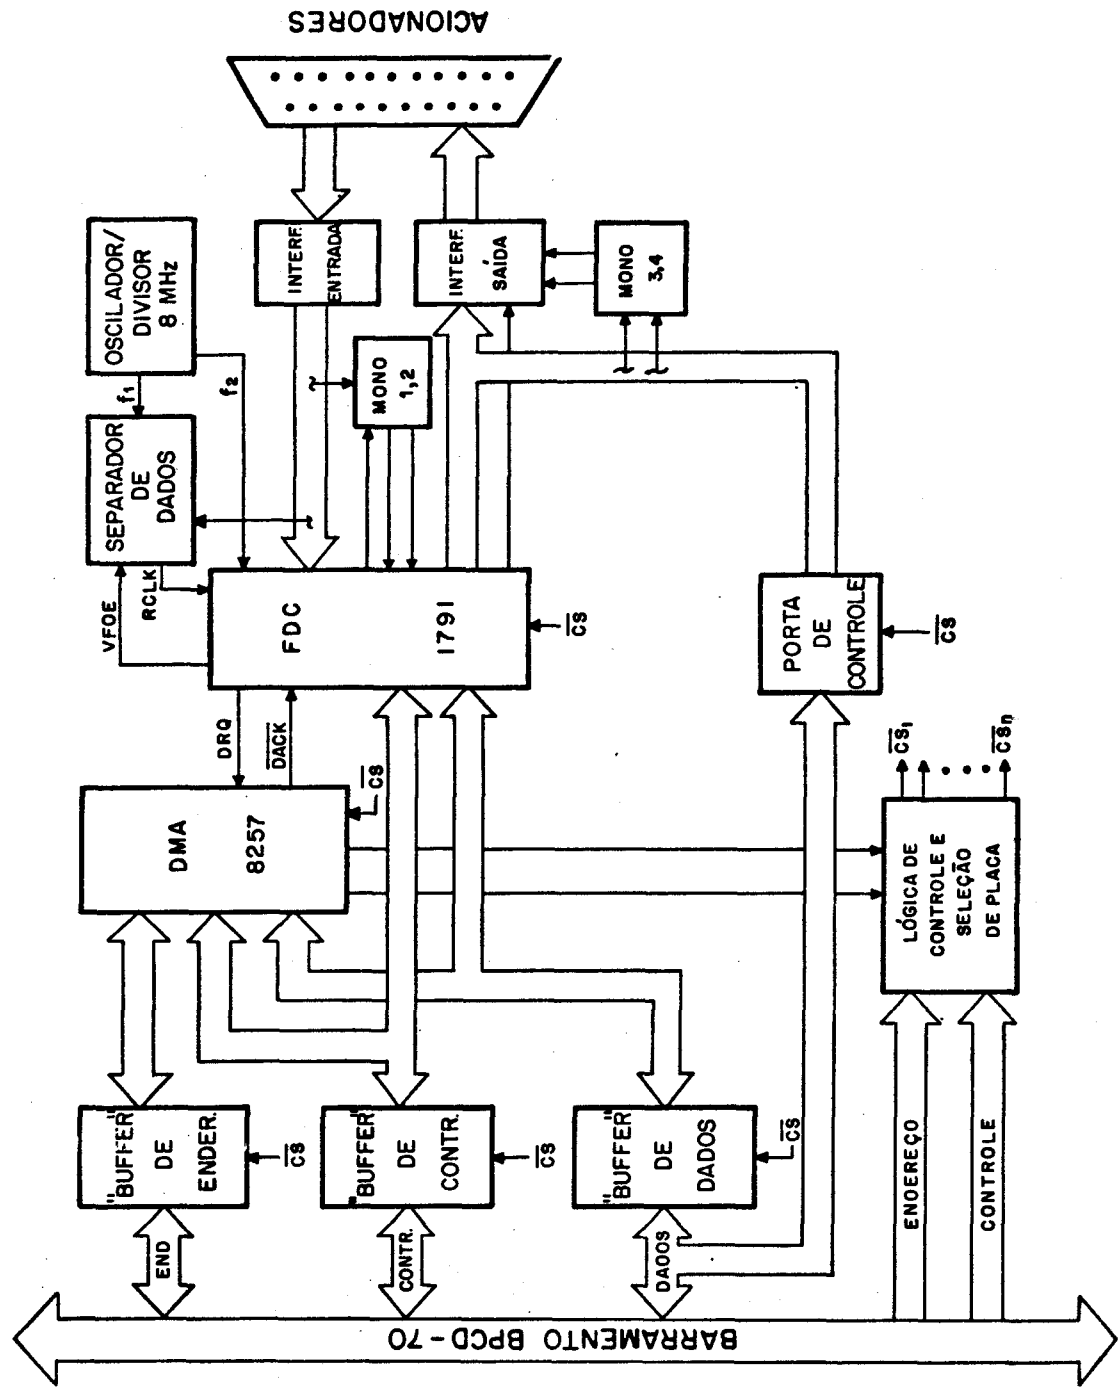 ACIONADORES
OSCILADOR/
DIVISOR
8 MHz
f1
f2
SEPARADOR
DE
DADOS
INTERF.
ENTRADA
INTERF.
SAÍDA
MONO
3,4
MONO
1,2
VFOE
RCLK
FDC
1791
CS
PORTA
DE
CONTROLE
CS
DRQ
DACK
DMA
8257
CS
CS1
CSn
LÓGICA DE
CONTROLE E
SELEÇÃO
DE PLACA
"BUFFER"
DE
ENDER.
CS
"BUFFER"
DE
CONTR.
CS
"BUFFER"
DE
DADOS
CS
END
CONTR.
DADOS
ENDEREÇO
CONTROLE
BARRAMENTO BPCD-70